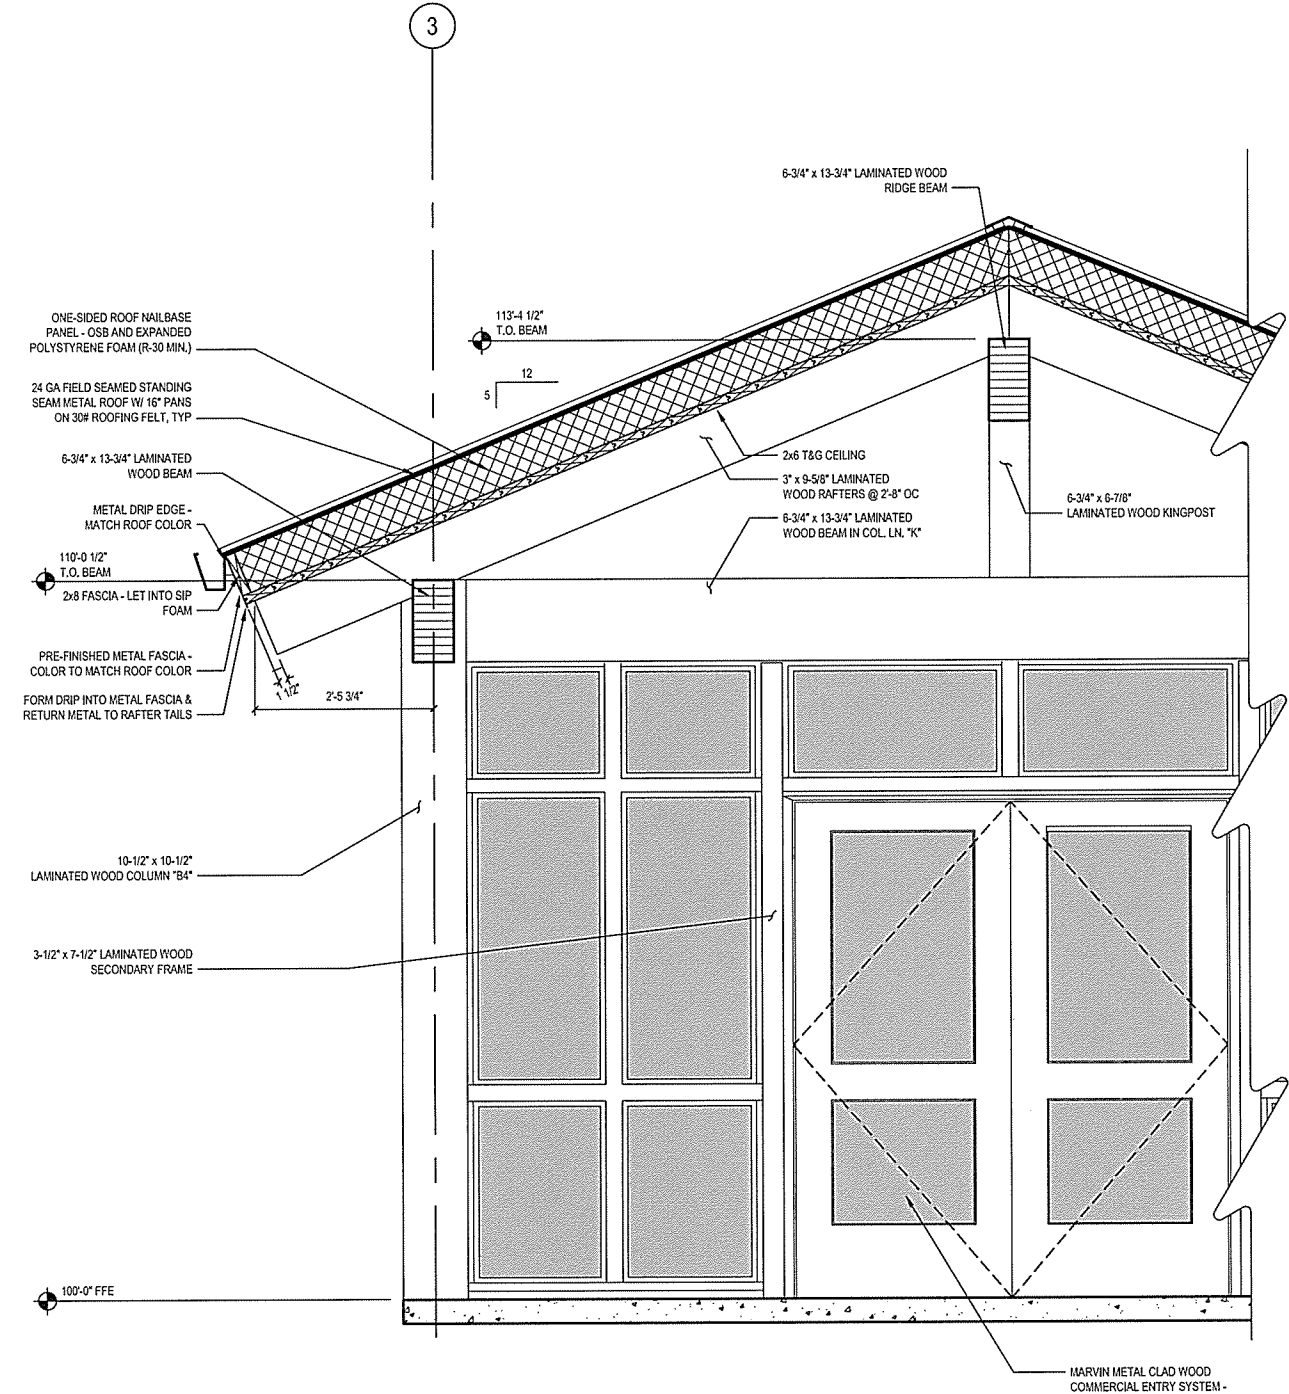 3
6-3/4" x 13-3/4" LAMINATED WOOD
RIDGE BEAM
ONE-SIDED ROOF NAILBASE
PANEL - OSB AND EXPANDED
POLYSTYRENE FOAM (R-30 MIN.)
113'-4 1/2"
T.O. BEAM
12
5
24 GA FIELD SEAMED STANDING
SEAM METAL ROOF W/ 16" PANS
ON 30# ROOFING FELT, TYP
6-3/4" x 13-3/4" LAMINATED
WOOD BEAM
METAL DRIP EDGE -
MATCH ROOF COLOR
110'-0 1/2"
T.O. BEAM
2x8 FASCIA - LET INTO SIP
FOAM
PRE-FINISHED METAL FASCIA -
COLOR TO MATCH ROOF COLOR
FORM DRIP INTO METAL FASCIA &
RETURN METAL TO RAFTER TAILS
1 1/2"
2'-5 3/4"
2x6 T&G CEILING
3" x 9-5/8" LAMINATED
WOOD RAFTERS @ 2'-8" OC
6-3/4" x 13-3/4" LAMINATED
WOOD BEAM IN COL. LN. "K"
6-3/4" x 6-7/8"
LAMINATED WOOD KINGPOST
10-1/2" x 10-1/2"
LAMINATED WOOD COLUMN "B4"
3-1/2" x 7-1/2" LAMINATED WOOD
SECONDARY FRAME
100'-0" FFE
MARVIN METAL CLAD WOOD
COMMERCIAL ENTRY SYSTEM -